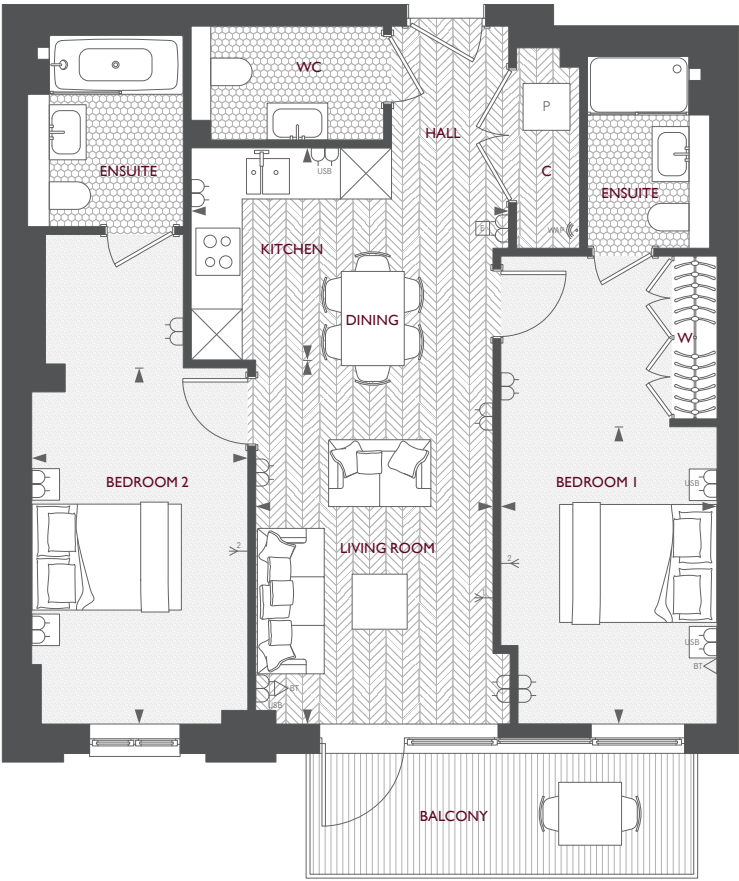 WC
HALL
P
ENSUITE
USB
C
ENSUITE
E
WAP
KITCHEN
DINING
W
BEDROOM 2
BEDROOM 1
USB
2
LIVING ROOM
2
USB
BT
BT
USB
BALCONY